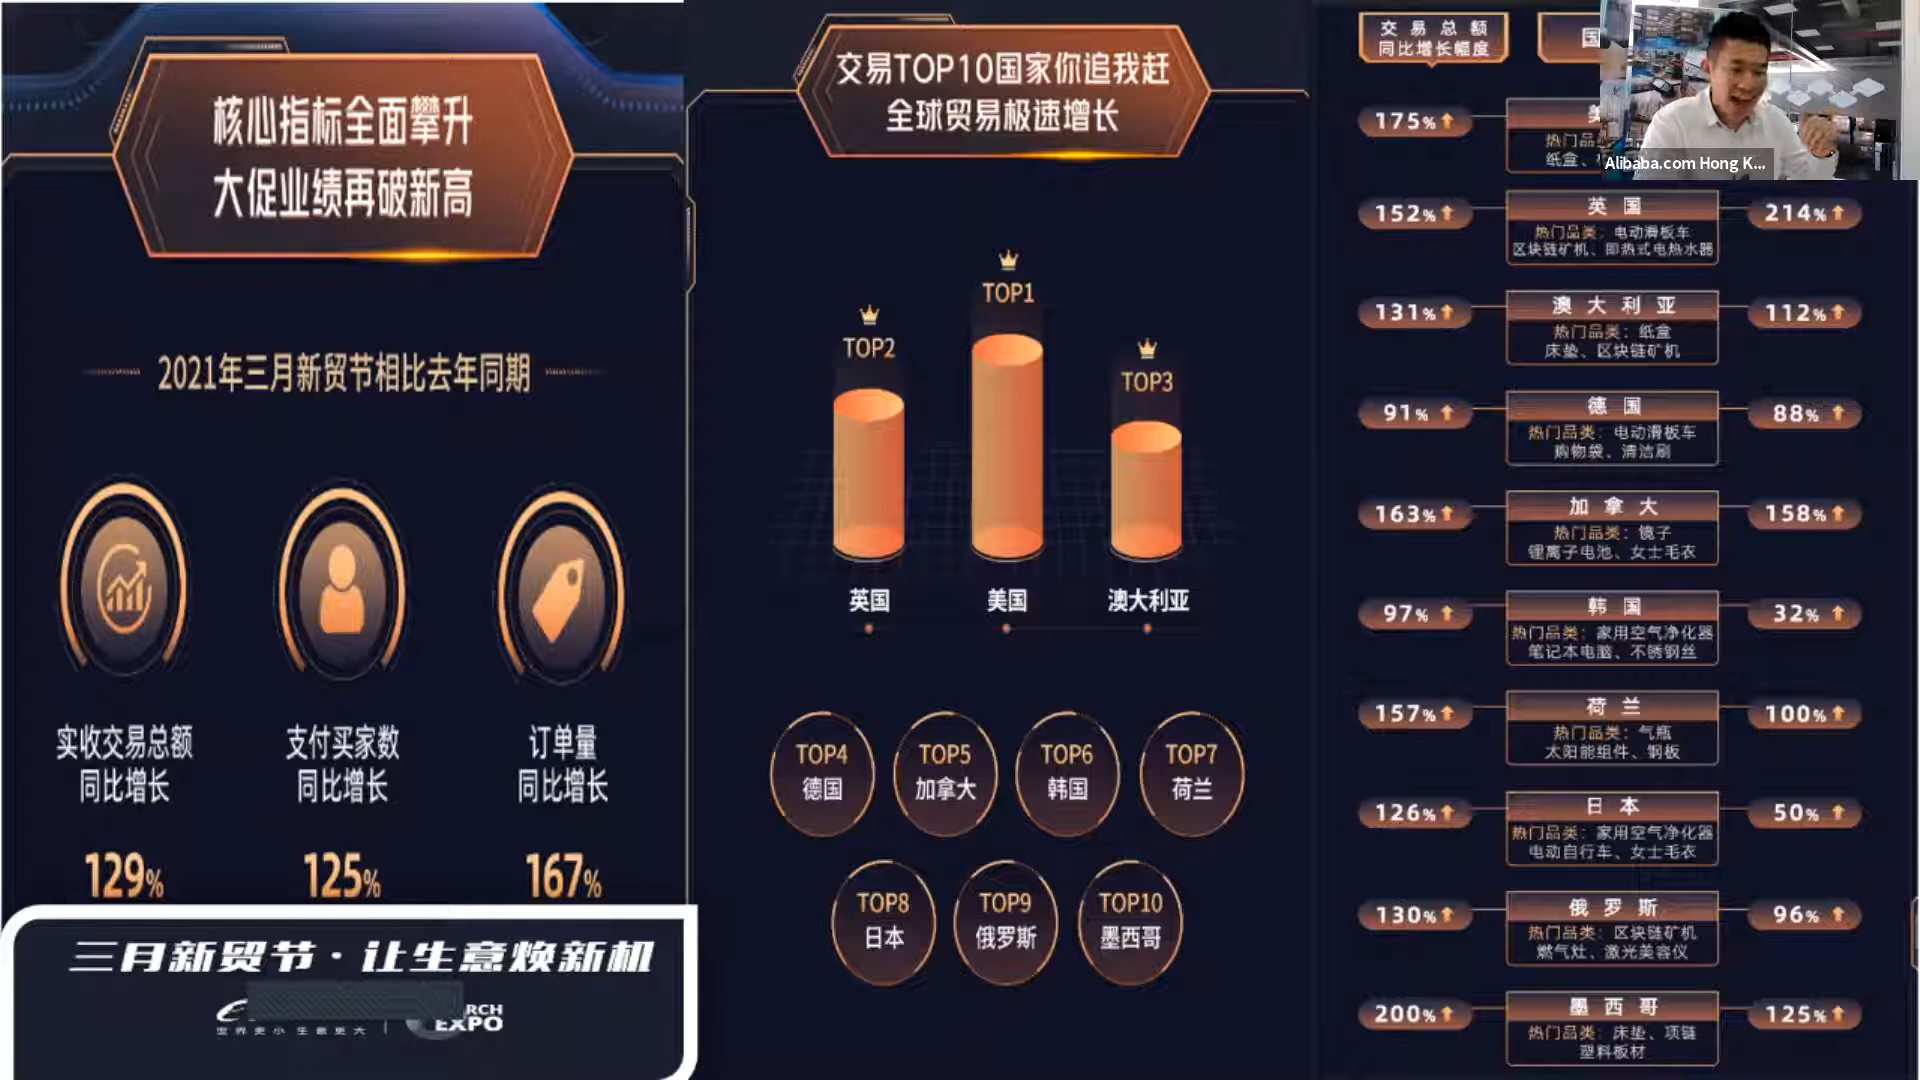 核心指标全面攀升
大促业绩再破新高
2021年三月新贸节相比去年同期
实收交易总额
同比增长
129%
支付买家数
同比增长
125%
订单量
同比增长
167%
三月新贸节·让生意焕新机
世界更小 生意更大
RCH
EXPO
交易TOP10国家你追我赶
全球贸易极速增长
TOP2
TOP1
TOP3
英国
美国
澳大利亚
TOP4
德国
TOP5
加拿大
TOP6
韩国
TOP7
荷兰
TOP8
日本
TOP9
俄罗斯
TOP10
墨西哥
交易总额
同比增长幅度
国
175%
热门品
纸盒、
152%
英国
热门品类：电动滑板车
区块链矿机、即热式电热水器
214%
131%
澳大利亚
热门品类：纸盒
床垫、区块链矿机
112%
91%
德国
热门品类：电动滑板车
购物袋、清洁刷
88%
163%
加拿大
热门品类：镜子
锂离子电池、女士毛衣
158%
97%
韩国
热门品类：家用空气净化器
笔记本电脑、不锈钢丝
32%
157%
荷兰
热门品类：气瓶
太阳能组件、钢板
100%
126%
日本
热门品类：家用空气净化器
电动自行车、女士毛衣
50%
130%
俄罗斯
热门品类：区块链矿机
燃气灶、激光美容仪
96%
200%
墨西哥
热门品类：床垫、项链
塑料板材
125%
Alibaba.com Hong K...